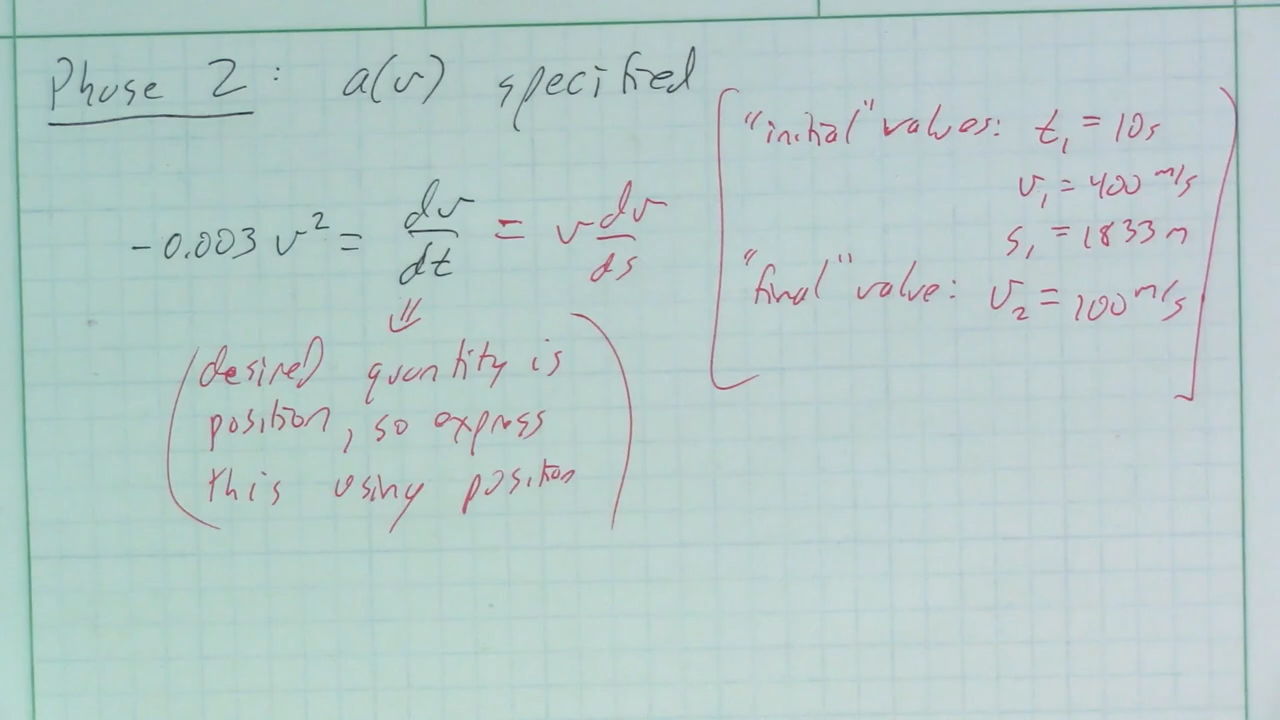 Phase 2: a(v) specified
"initial" values: t₁ = 10s
v₁ = 400 m/s
s₁ = 1833 m
"final" value: v₂ = 100 m/s
-0.003 v² = dv/dt = v dv/ds
⇓
(desired quantity is
position, so express
this using position)